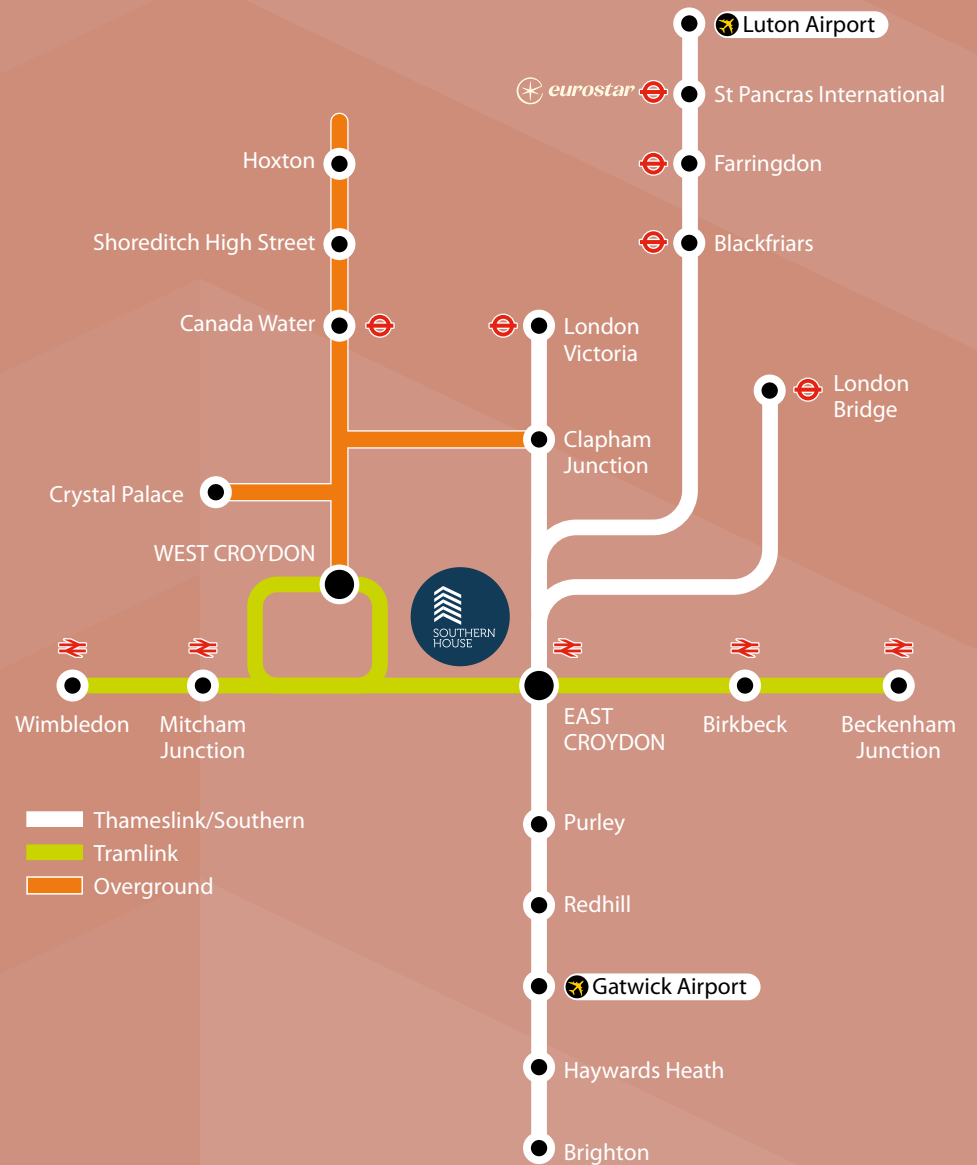 Luton Airport
eurostar
St Pancras International
Hoxton
Farringdon
Shoreditch High Street
Blackfriars
Canada Water
London
Victoria
London
Bridge
Clapham
Junction
Crystal Palace
WEST CROYDON
SOUTHERN
HOUSE
Wimbledon
Mitcham
Junction
EAST
CROYDON
Birkbeck
Beckenham
Junction
Thameslink/Southern
Tramlink
Overground
Purley
Redhill
Gatwick Airport
Haywards Heath
Brighton